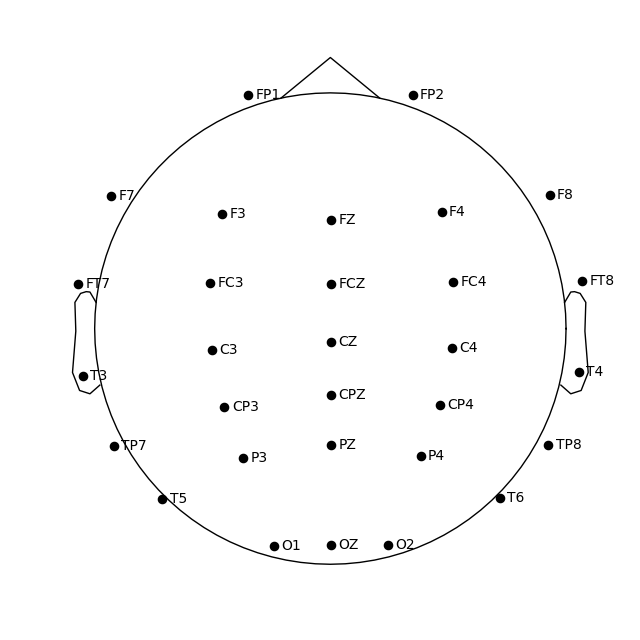 FP1 FP2
F7 F8
F3 FZ F4
FT7 FC3 FCZ FC4 FT8
C3 CZ C4
T3 T4
CP3 CPZ CP4
TP7 PZ TP8
P3 P4
T5 T6
O1 OZ O2